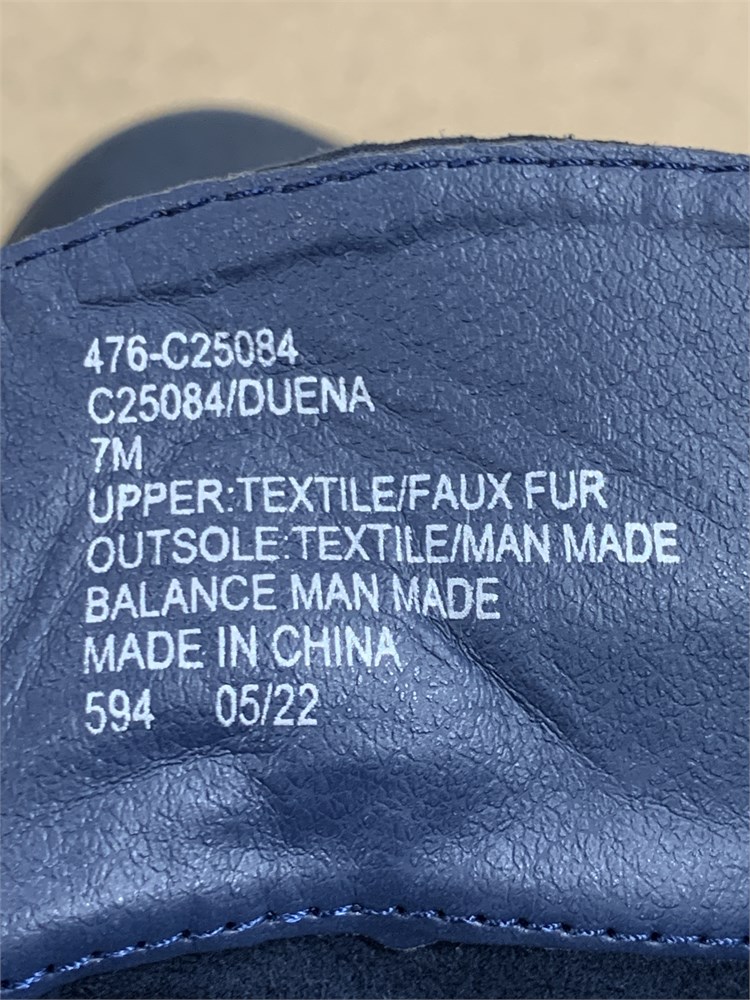 476-C25084
C25084/DUENA
7M
UPPER:TEXTILE/FAUX FUR
OUTSOLE:TEXTILE/MAN MADE
BALANCE MAN MADE
MADE IN CHINA
594 05/22